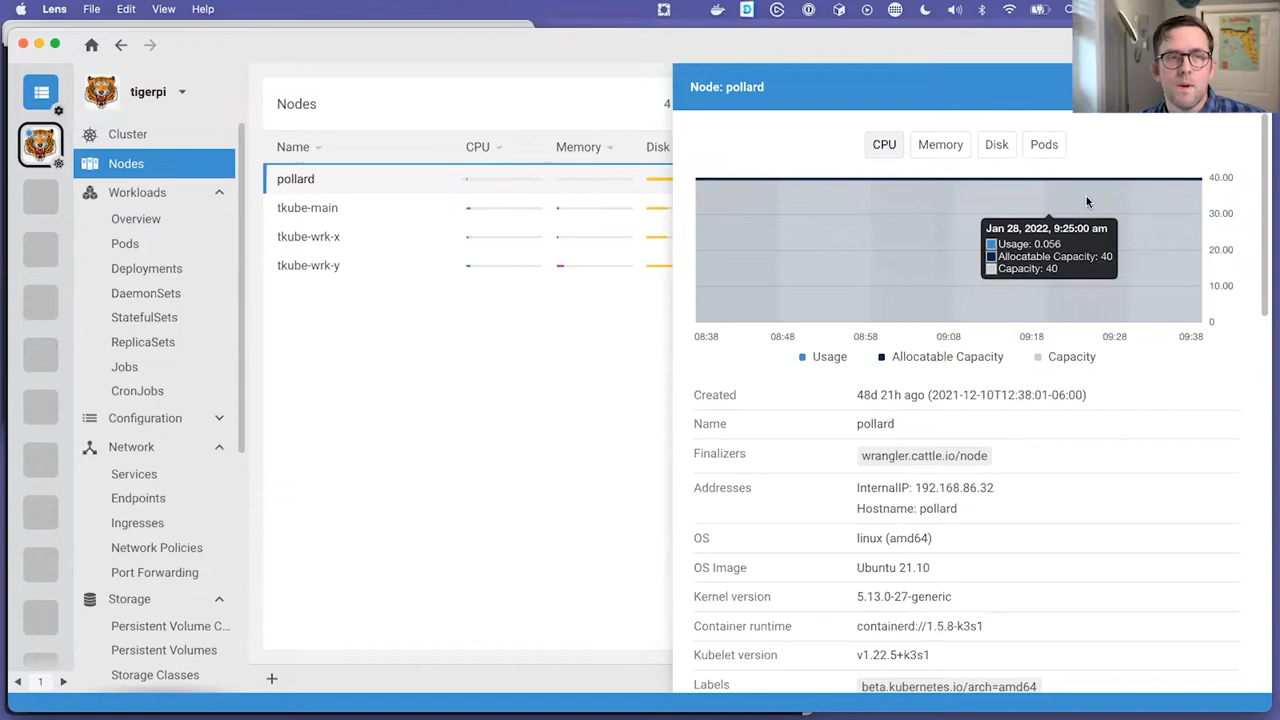 Lens File Edit View Window Help
tigerpi
Cluster
Nodes
Workloads
Overview
Pods
Deployments
DaemonSets
StatefulSets
ReplicaSets
Jobs
CronJobs
Configuration
Network
Services
Endpoints
Ingresses
Network Policies
Port Forwarding
Storage
Persistent Volume C...
Persistent Volumes
Storage Classes
1
Nodes 4
Name CPU Memory Disk
pollard
tkube-main
tkube-wrk-x
tkube-wrk-y
Node: pollard
CPU Memory Disk Pods
40.00
30.00
20.00
10.00
0
Jan 28, 2022, 9:25:00 am
Usage: 0.056
Allocatable Capacity: 40
Capacity: 40
08:38 08:48 08:58 09:08 09:18 09:28 09:38
Usage Allocatable Capacity Capacity
Created 48d 21h ago (2021-12-10T12:38:01-06:00)
Name pollard
Finalizers wrangler.cattle.io/node
Addresses InternalIP: 192.168.86.32
Hostname: pollard
OS linux (amd64)
OS Image Ubuntu 21.10
Kernel version 5.13.0-27-generic
Container runtime containerd://1.5.8-k3s1
Kubelet version v1.22.5+k3s1
Labels beta.kubernetes.io/arch=amd64